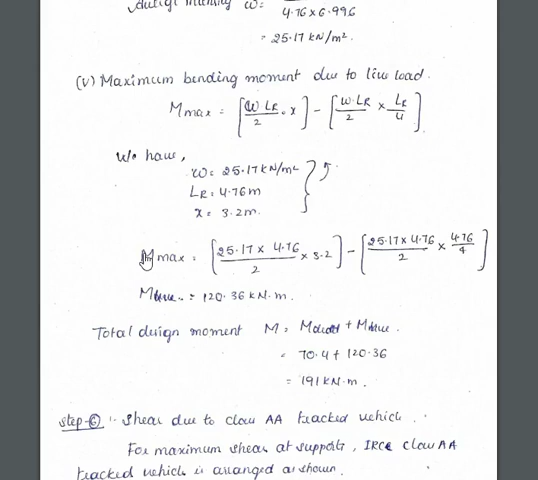 w =
4.76 x 6.996
= 25.17 KN/m².
(V) Maximum bending moment due to live load.
Mmax = [W LR / 2 . x] - [W. LR / 2 x LR / 4]
We have,
w = 25.17 KN/m²
LR = 4.76 m
x = 3.2 m.
Mmax = [25.17 x 4.76 / 2 x 3.2] - [25.17 x 4.76 / 2 x 4.76 / 4]
= 120.36 KN.m.
Total design moment M =
= 70.4 + 120.36
= 191 KN.m.
step-6 :- Shear due to class AA tracked vehicle.
For maximum shear at supports, IRC class AA
tracked vehicle is arranged as shown.